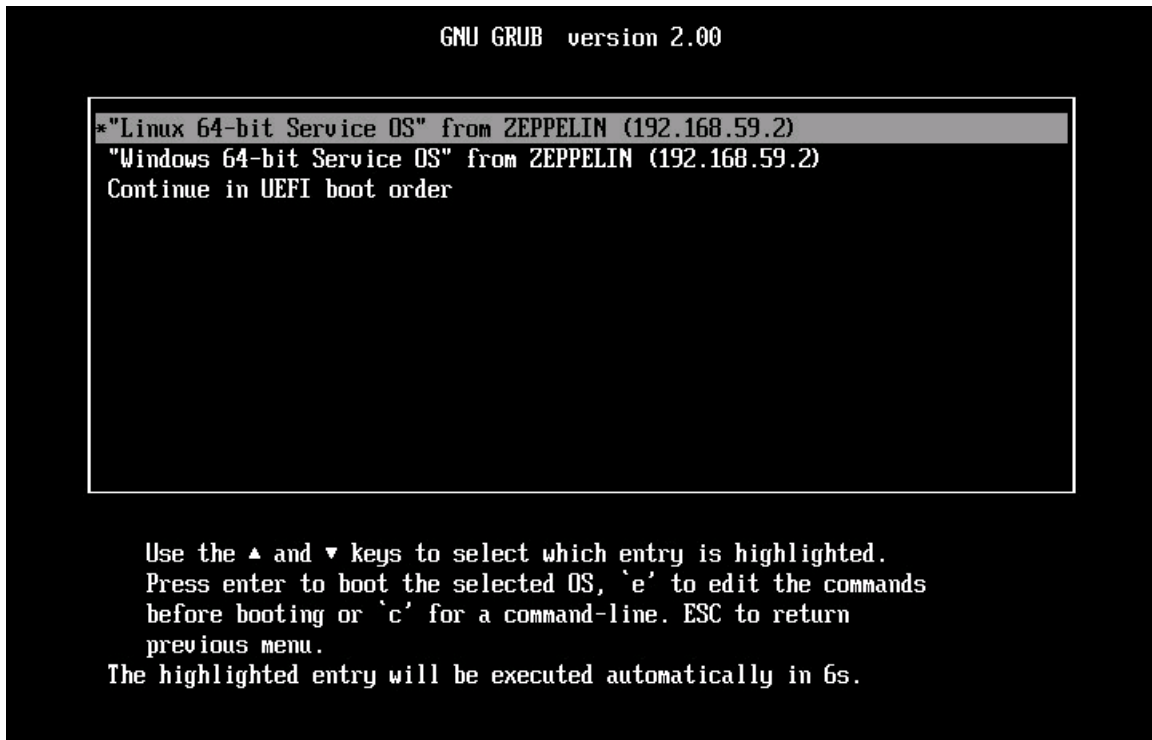 GNU GRUB  version 2.00
*"Linux 64-bit Service OS" from ZEPPELIN (192.168.59.2)
"Windows 64-bit Service OS" from ZEPPELIN (192.168.59.2)
Continue in UEFI boot order
Use the ▲ and ▼ keys to select which entry is highlighted.
Press enter to boot the selected OS, `e' to edit the commands
before booting or `c' for a command-line. ESC to return
previous menu.
The highlighted entry will be executed automatically in 6s.